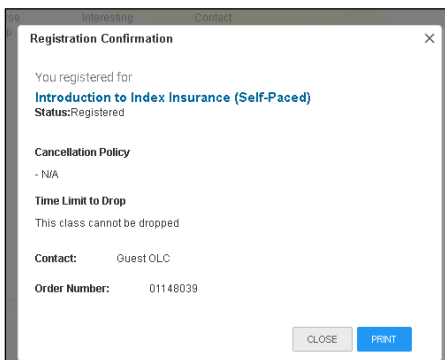 rse Interesting Contact
p
Registration Confirmation
You registered for
Introduction to Index Insurance (Self-Paced)
Status:Registered
Cancellation Policy
- N/A
Time Limit to Drop
This class cannot be dropped
Contact: Guest OLC
Order Number: 01148039
CLOSE PRINT